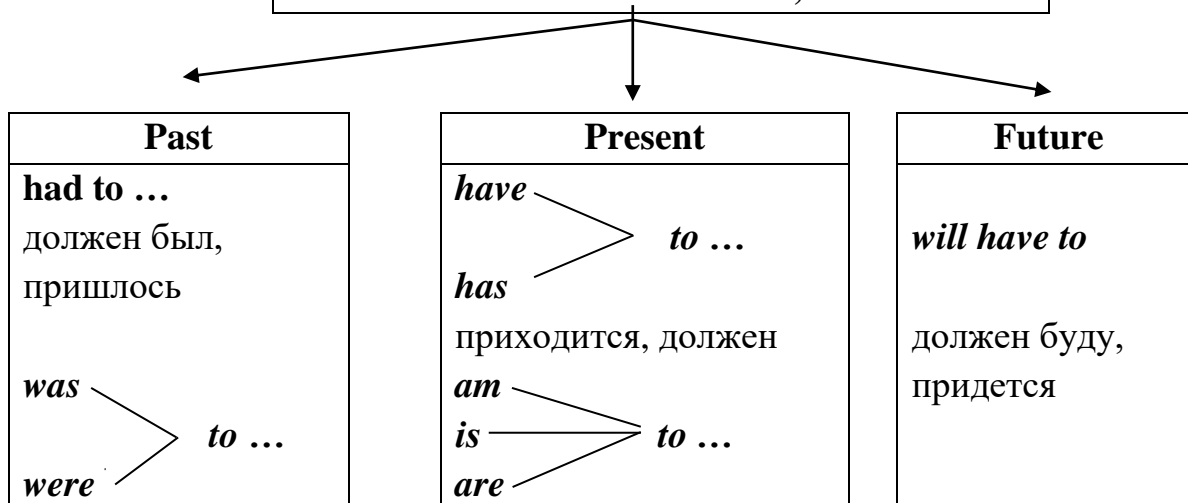 Past
had to …
должен был,
пришлось
was
to …
were
Present
have
to …
has
приходится, должен
am
is
to …
are
Future
will have to
должен буду,
придется